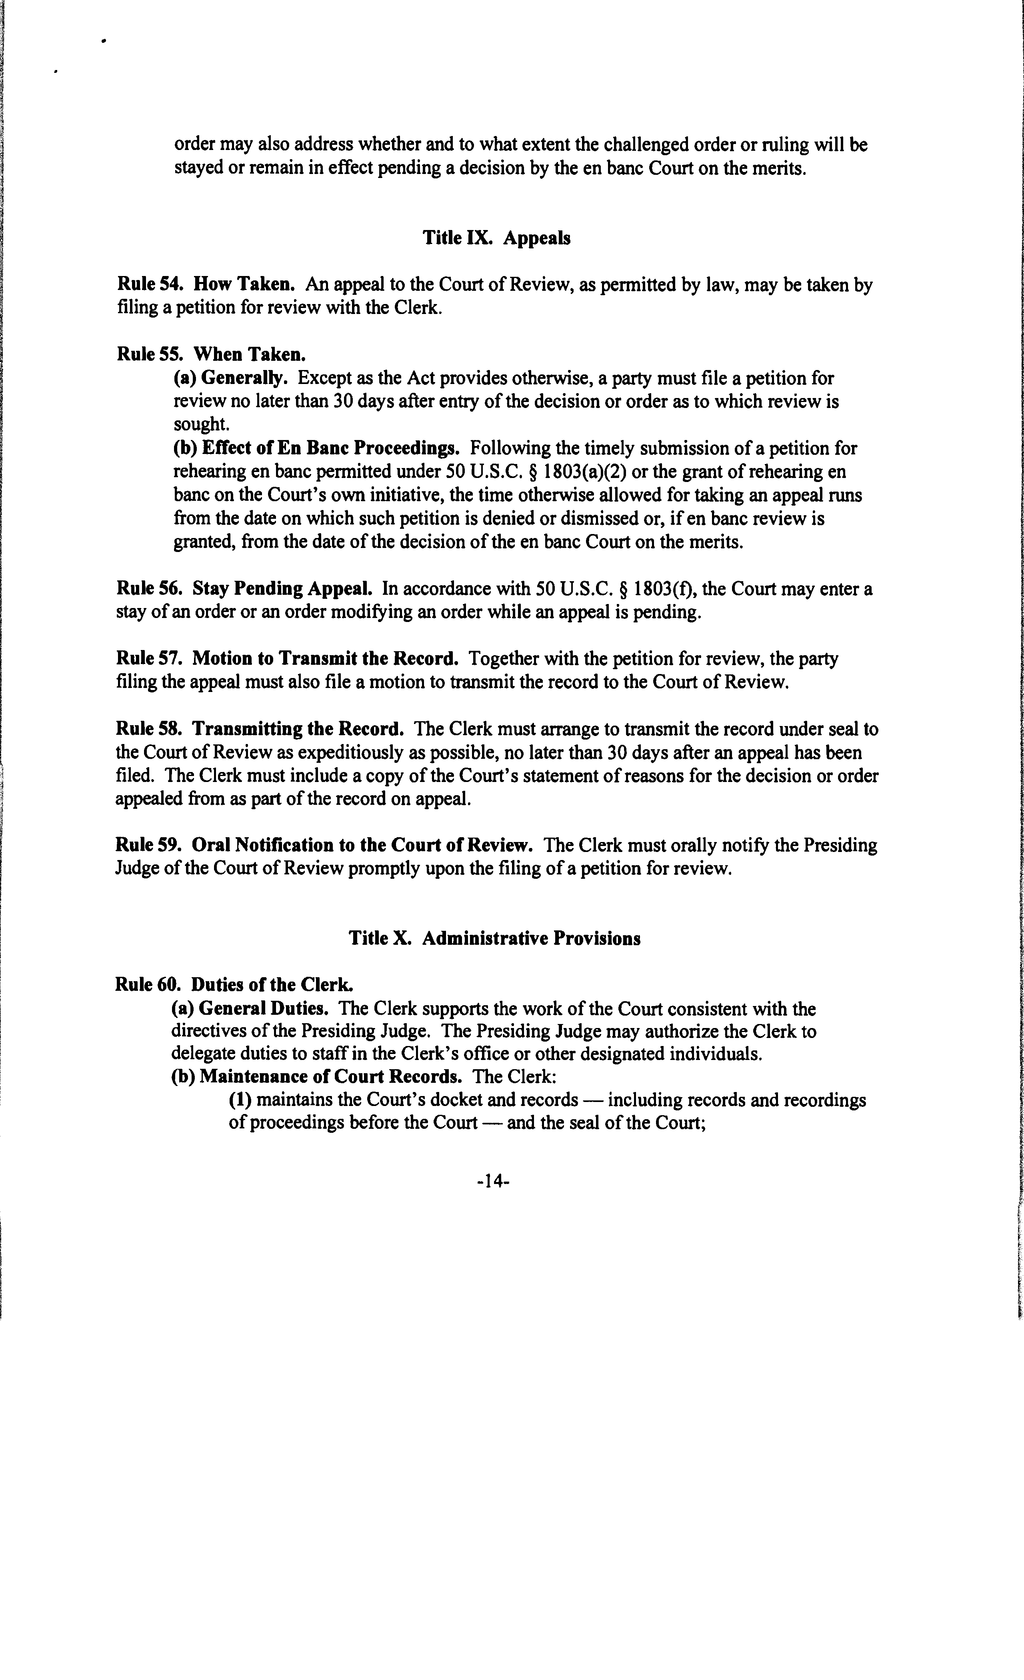 order may also address whether and to what extent the challenged order or ruling will be
stayed or remain in effect pending a decision by the en banc Court on the merits.
Title IX. Appeals
Rule 54. How Taken. An appeal to the Court of Review, as permitted by law, may be taken by
filing a petition for review with the Clerk.
Rule 55. When Taken.
(a) Generally. Except as the Act provides otherwise, a party must file a petition for
review no later than 30 days after entry of the decision or order as to which review is
sought.
(b) Effect of En Banc Proceedings. Following the timely submission of a petition for
rehearing en banc permitted under 50 U.S.C. § 1803(a)(2) or the grant of rehearing en
banc on the Court's own initiative, the time otherwise allowed for taking an appeal runs
from the date on which such petition is denied or dismissed or, if en banc review is
granted, from the date of the decision of the en banc Court on the merits.
Rule 56. Stay Pending Appeal. In accordance with 50 U.S.C. § 1803(f), the Court may enter a
stay of an order or an order modifying an order while an appeal is pending.
Rule 57. Motion to Transmit the Record. Together with the petition for review, the party
filing the appeal must also file a motion to transmit the record to the Court of Review.
Rule 58. Transmitting the Record. The Clerk must arrange to transmit the record under seal to
the Court of Review as expeditiously as possible, no later than 30 days after an appeal has been
filed. The Clerk must include a copy of the Court's statement of reasons for the decision or order
appealed from as part of the record on appeal.
Rule 59. Oral Notification to the Court of Review. The Clerk must orally notify the Presiding
Judge of the Court of Review promptly upon the filing of a petition for review.
Title X. Administrative Provisions
Rule 60. Duties of the Clerk.
(a) General Duties. The Clerk supports the work of the Court consistent with the
directives of the Presiding Judge. The Presiding Judge may authorize the Clerk to
delegate duties to staff in the Clerk's office or other designated individuals.
(b) Maintenance of Court Records. The Clerk:
(1) maintains the Court's docket and records — including records and recordings
of proceedings before the Court — and the seal of the Court;
-14-